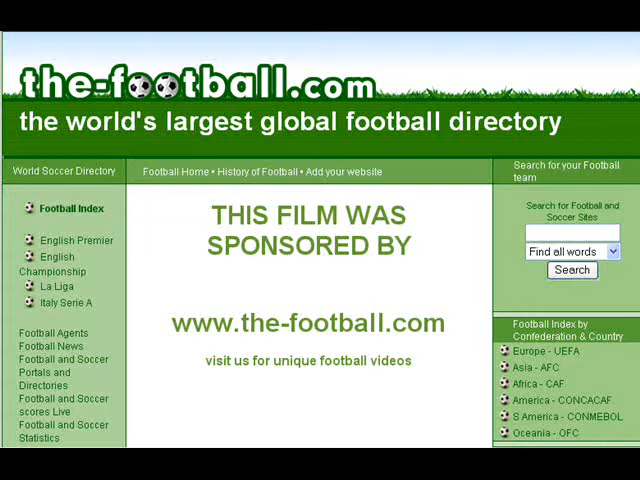 the-football.com
the world's largest global football directory
World Soccer Directory
Football Home • History of Football • Add your website
Search for your Football
team
Football Index
English Premier
English
Championship
La Liga
Italy Serie A
Football Agents
Football News
Football and Soccer
Portals and
Directories
Football and Soccer
scores Live
Football and Soccer
Statistics
THIS FILM WAS
SPONSORED BY
www.the-football.com
visit us for unique football videos
Search for Football and
Soccer Sites
Find all words
Search
Football Index by
Confederation & Country
Europe - UEFA
Asia - AFC
Africa - CAF
America - CONCACAF
S America - CONMEBOL
Oceania - OFC